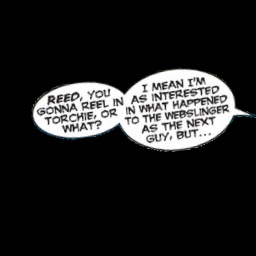 REED, YOU
GONNA REEL IN
TORCHIE, OR
WHAT?
I MEAN I'M
AS INTERESTED
IN WHAT HAPPENED
TO THE WEBSLINGER
AS THE NEXT
GUY, BUT...